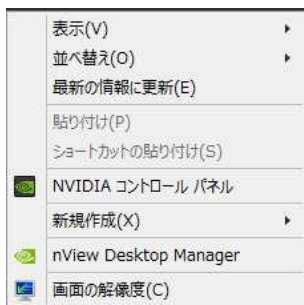 表示(V)
並べ替え(O)
最新の情報に更新(E)
貼り付け(P)
ショートカットの貼り付け(S)
NVIDIA コントロール パネル
新規作成(X)
nView Desktop Manager
画面の解像度(C)